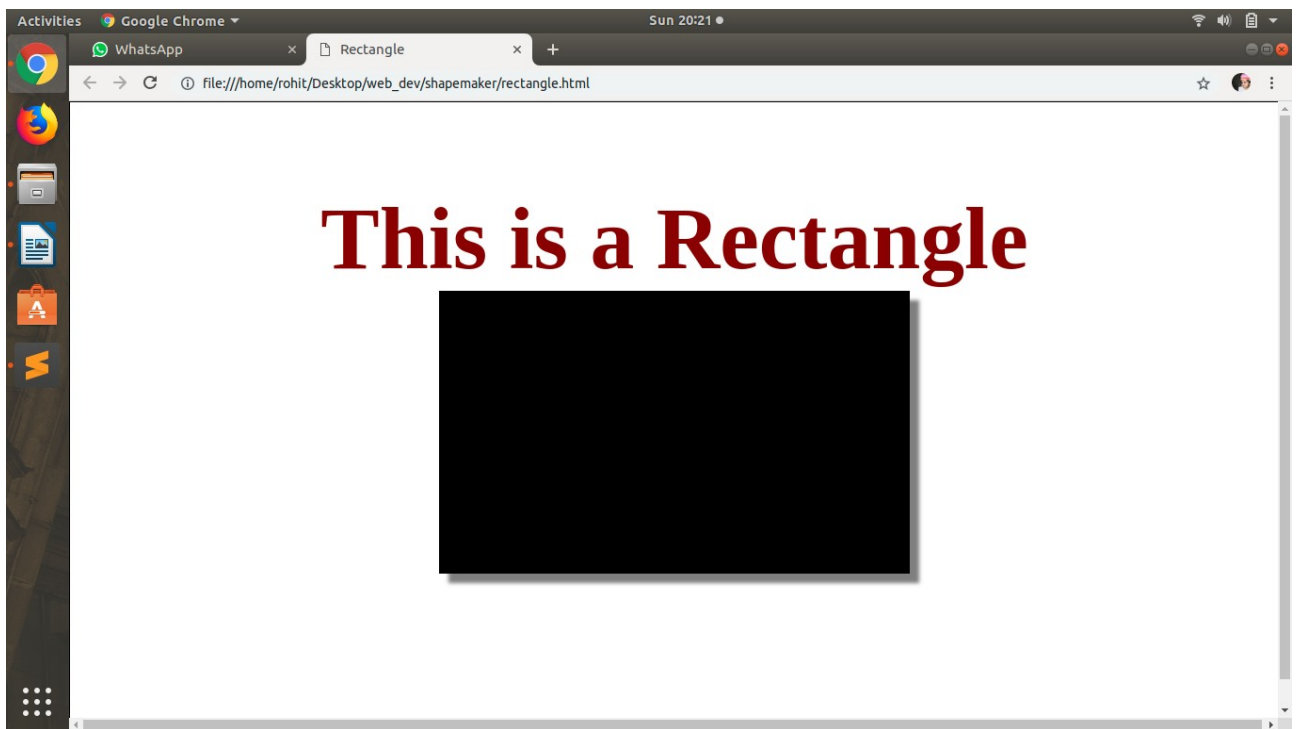 Activities Google Chrome Sun 20:21
WhatsApp Rectangle
file:///home/rohit/Desktop/web_dev/shapemaker/rectangle.html
This is a Rectangle